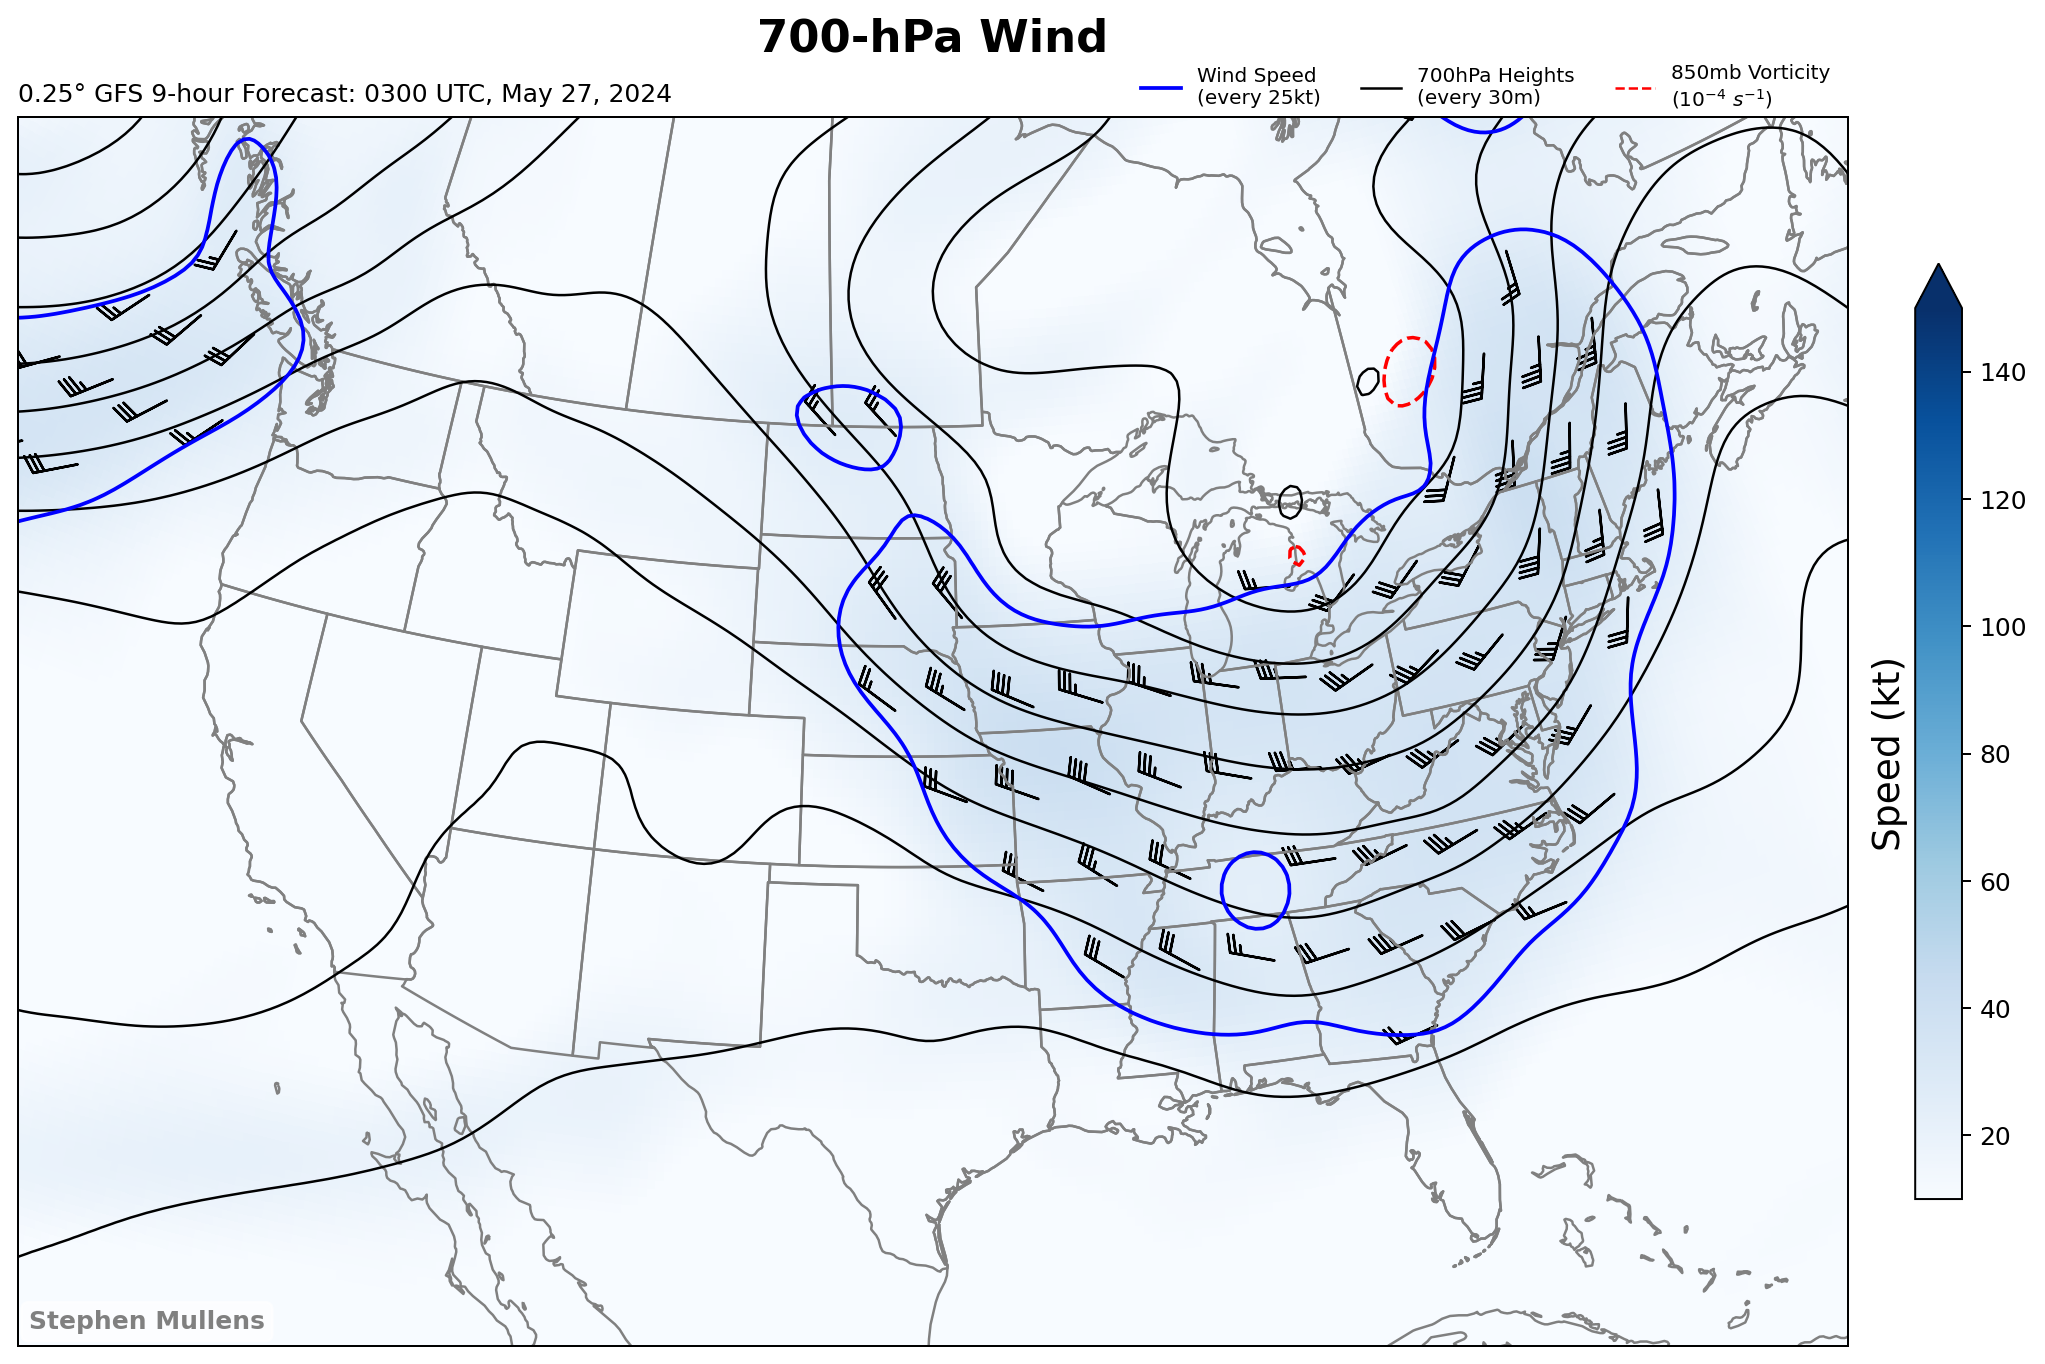 700-hPa Wind
0.25° GFS 9-hour Forecast: 0300 UTC, May 27, 2024
Wind Speed
(every 25kt)
700hPa Heights
(every 30m)
850mb Vorticity
(10⁻⁴ s⁻¹)
140
120
100
80
60
40
20
Speed (kt)
Stephen Mullens